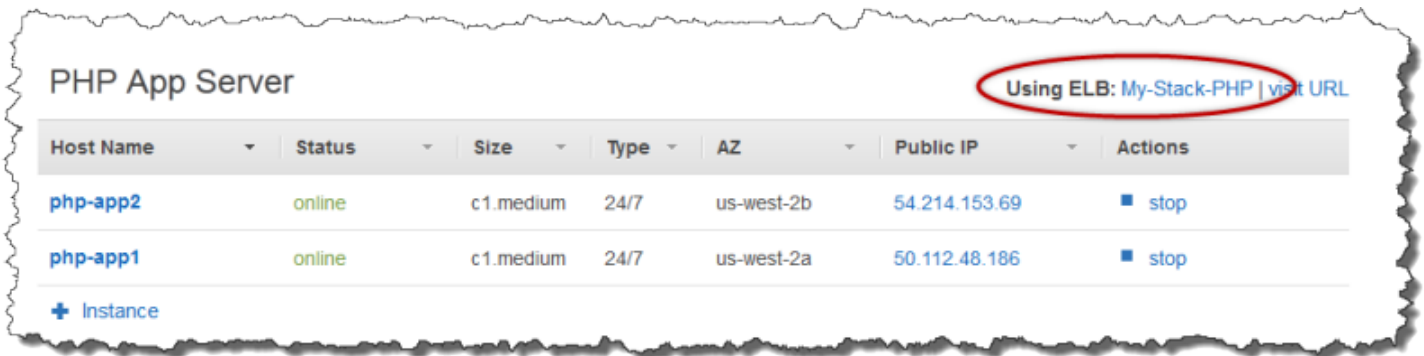 PHP App Server
Using ELB: My-Stack-PHP | visit URL
Host Name Status Size Type AZ Public IP Actions
php-app2 online c1.medium 24/7 us-west-2b 54.214.153.69 stop
php-app1 online c1.medium 24/7 us-west-2a 50.112.48.186 stop
Instance